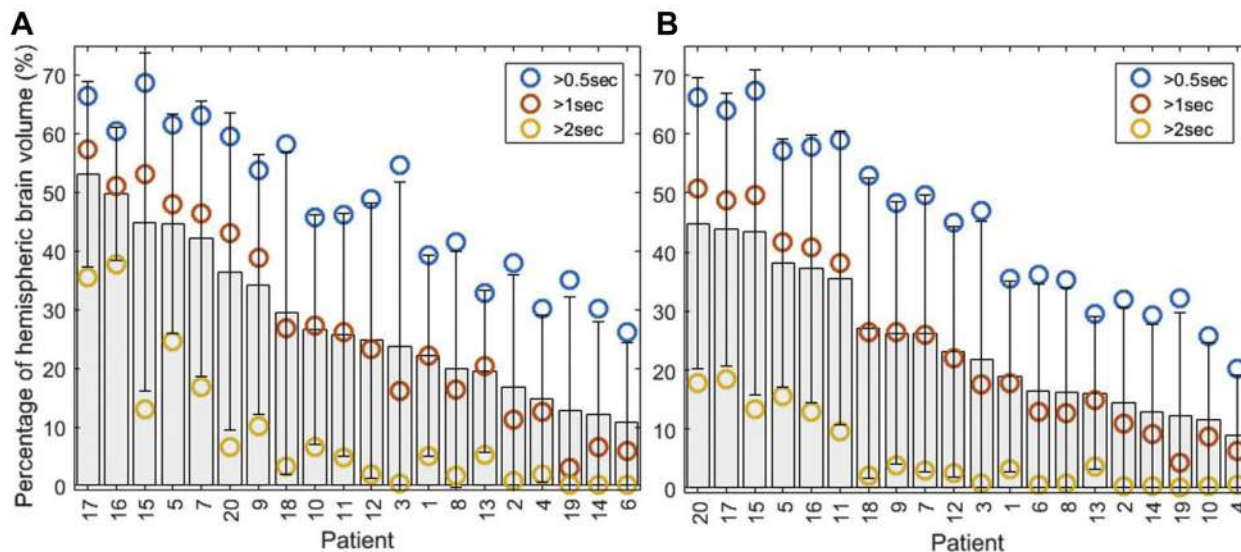 A
Percentage of hemispheric brain volume (%)
70
60
50
40
30
20
10
0
>0.5sec
>1sec
>2sec
17 16 15 5 7 20 9 18 10 11 12 3 1 8 13 2 4 19 14 6
Patient
B
70
60
50
40
30
20
10
0
>0.5sec
>1sec
>2sec
20 17 15 5 16 11 18 9 7 12 3 1 6 8 13 2 14 19 10 4
Patient